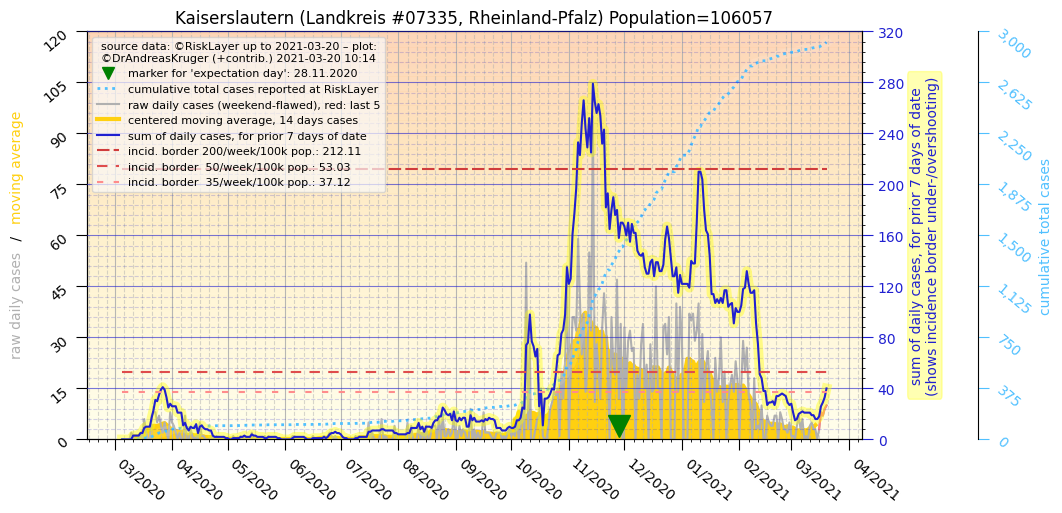 Kaiserslautern (Landkreis #07335, Rheinland-Pfalz) Population=106057
source data: ©RiskLayer up to 2021-03-20 – plot:
©DrAndreasKruger (+contrib.) 2021-03-20 10:14
marker for 'expectation day': 28.11.2020
cumulative total cases reported at RiskLayer
raw daily cases (weekend-flawed), red: last 5
centered moving average, 14 days cases
sum of daily cases, for prior 7 days of date
incid. border 200/week/100k pop.: 212.11
incid. border  50/week/100k pop.: 53.03
incid. border  35/week/100k pop.: 37.12
raw daily cases / moving average
120
105
90
75
60
45
30
15
0
03/2020
04/2020
05/2020
06/2020
07/2020
08/2020
09/2020
10/2020
11/2020
12/2020
01/2021
02/2021
03/2021
04/2021
320
280
240
200
160
120
80
40
0
sum of daily cases, for prior 7 days of date
(shows incidence border under-/overshooting)
3,000
2,625
2,250
1,875
1,500
1,125
750
375
0
cumulative total cases